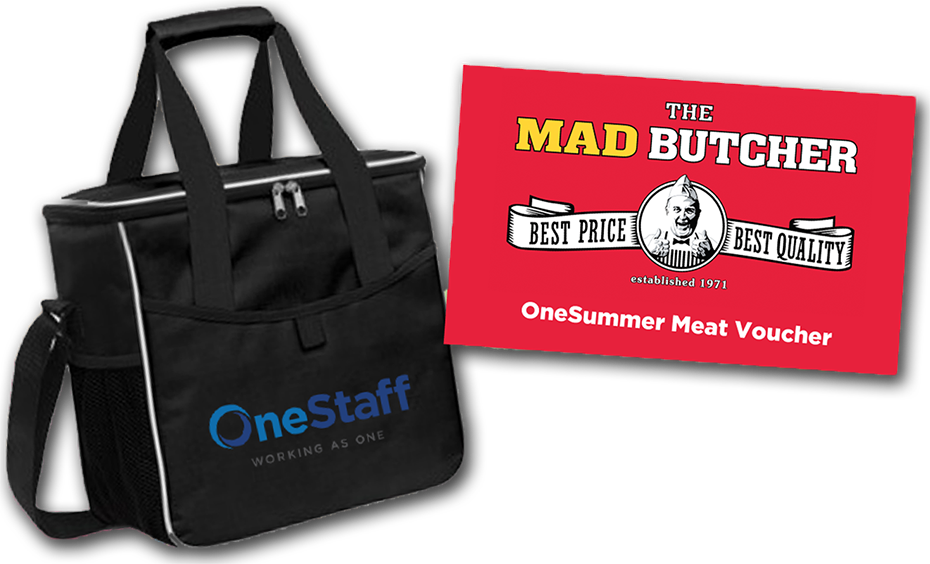 OneStaff
WORKING AS ONE
THE
MAD BUTCHER
BEST PRICE BEST QUALITY
established 1971
OneSummer Meat Voucher